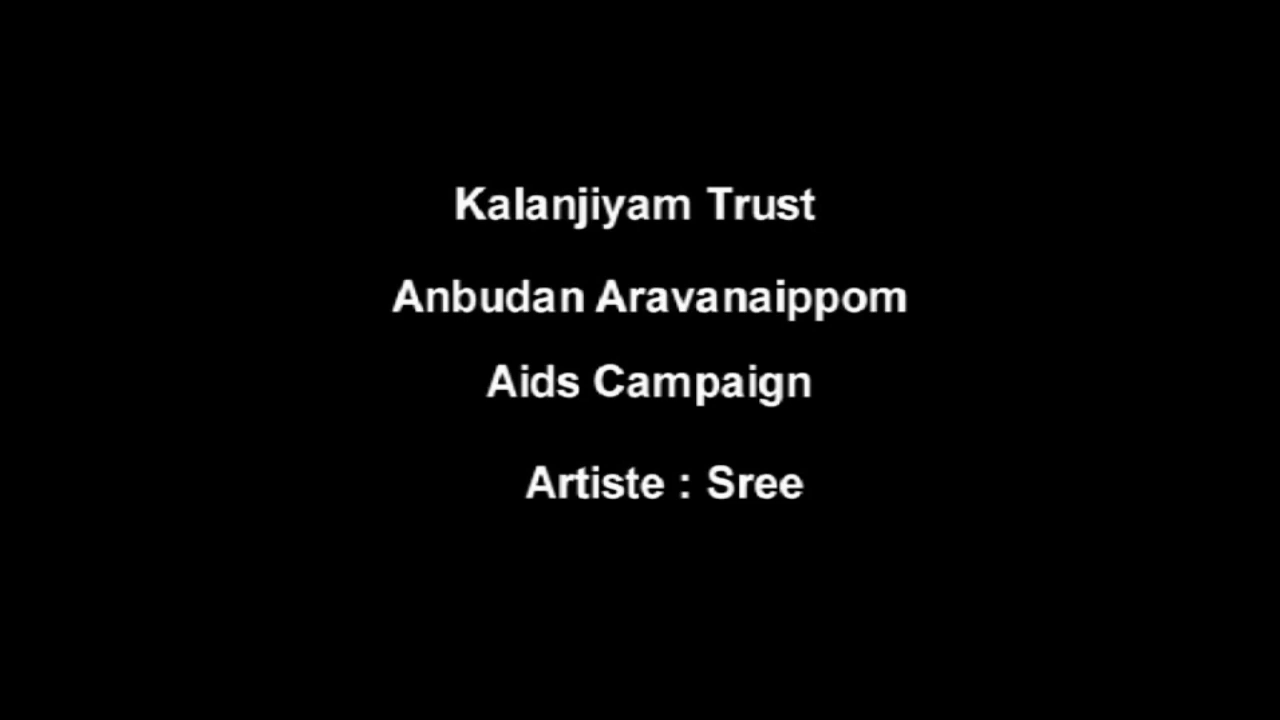 Kalanjiyam Trust
Anbudan Aravanaippom
Aids Campaign
Artiste : Sree